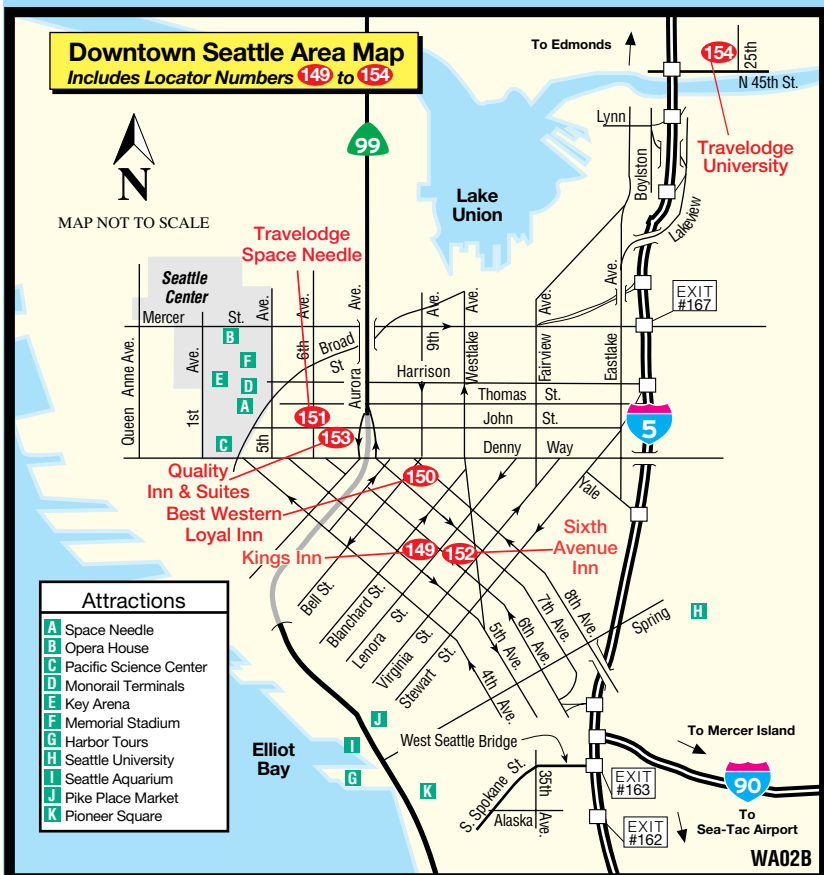 Downtown Seattle Area Map
Includes Locator Numbers 149 to 154
To Edmonds
154
25th
N 45th St.
99
Lynn
Travelodge
University
N
Boylston
MAP NOT TO SCALE
Lake
Union
Lakeview
Travelodge
Space Needle
Seattle
Center
EXIT
#167
Ave.
Ave.
Ave.
Ave.
Ave.
Ave.
Ave.
Mercer
St.
B
Broad
St
6th
9th
Westlake
Fairview
Eastlake
F
Harrison
Queen Anne Ave.
Ave.
1st
E
D
Aurora
Thomas St.
A
151
John St.
5
C
5th
153
Denny Way
Quality
Inn & Suites
150
Yale
Best Western
Loyal Inn
Kings Inn
149
152
Sixth
Avenue
Inn
Bell St.
Blanchard St.
Lenora St.
Virginia St.
Stewart St.
4th Ave.
5th Ave.
6th Ave.
7th Ave.
8th Ave.
Spring
H
Attractions
A Space Needle
B Opera House
C Pacific Science Center
D Monorail Terminals
E Key Arena
F Memorial Stadium
G Harbor Tours
H Seattle University
I Seattle Aquarium
J Pike Place Market
K Pioneer Square
J
I
G
K
Elliot
Bay
West Seattle Bridge
To Mercer Island
S. Spokane St.
35th Ave.
Alaska
EXIT
#163
90
EXIT
#162
To
Sea-Tac Airport
WA02B